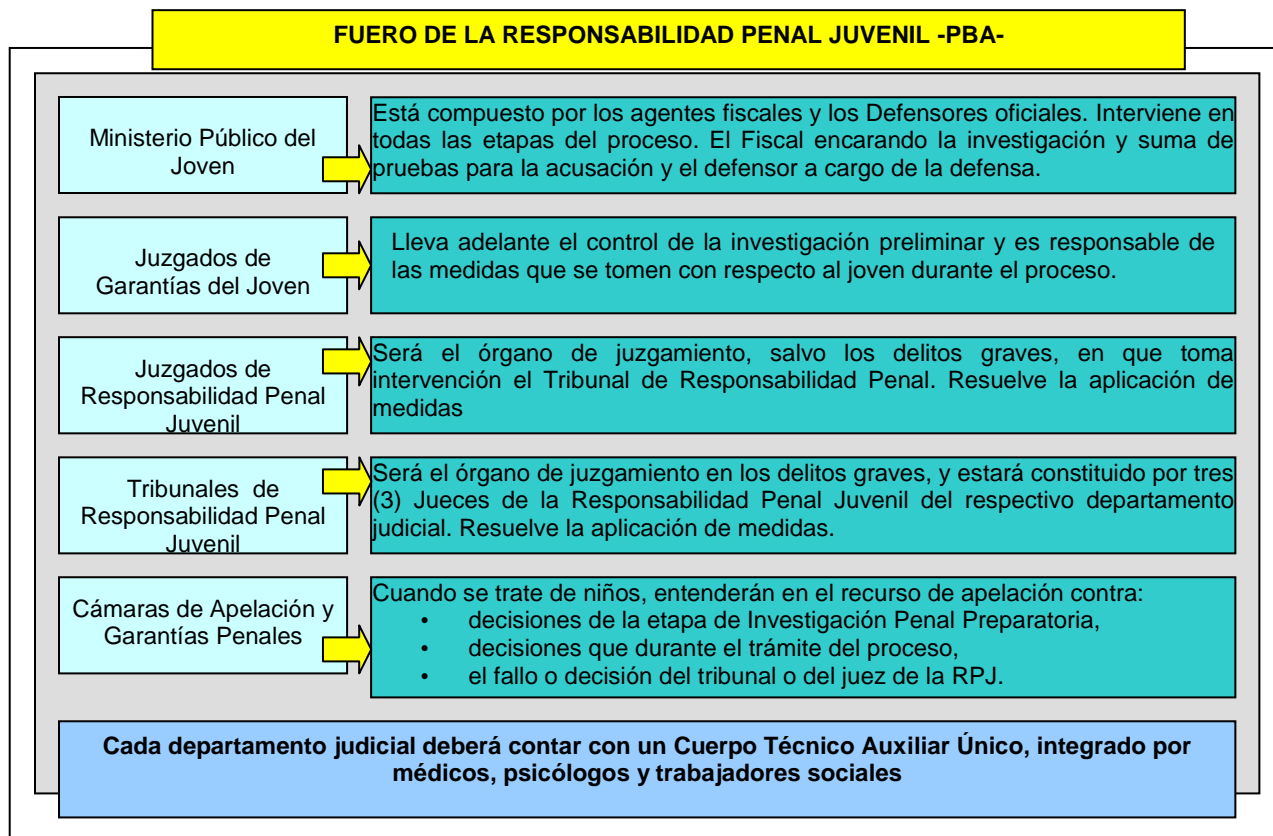 FUERO DE LA RESPONSABILIDAD PENAL JUVENIL -PBA-
Ministerio Público del
Joven
Está compuesto por los agentes fiscales y los Defensores oficiales. Interviene en
todas las etapas del proceso. El Fiscal encarando la investigación y suma de
pruebas para la acusación y el defensor a cargo de la defensa.
Juzgados de
Garantías del Joven
Lleva adelante el control de la investigación preliminar y es responsable de
las medidas que se tomen con respecto al joven durante el proceso.
Juzgados de
Responsabilidad Penal
Juvenil
Será el órgano de juzgamiento, salvo los delitos graves, en que toma
intervención el Tribunal de Responsabilidad Penal. Resuelve la aplicación de
medidas
Tribunales de
Responsabilidad Penal
Juvenil
Será el órgano de juzgamiento en los delitos graves, y estará constituido por tres
(3) Jueces de la Responsabilidad Penal Juvenil del respectivo departamento
judicial. Resuelve la aplicación de medidas.
Cámaras de Apelación y
Garantías Penales
Cuando se trate de niños, entenderán en el recurso de apelación contra:
• decisiones de la etapa de Investigación Penal Preparatoria,
• decisiones que durante el trámite del proceso,
• el fallo o decisión del tribunal o del juez de la RPJ.
Cada departamento judicial deberá contar con un Cuerpo Técnico Auxiliar Único, integrado por
médicos, psicólogos y trabajadores sociales